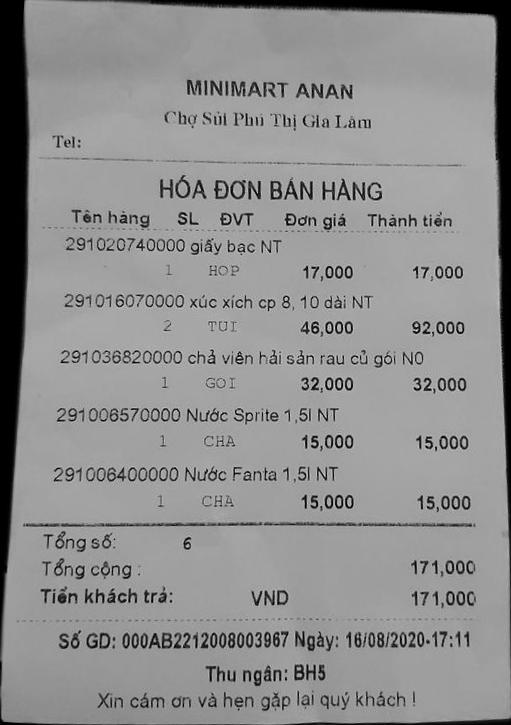 MINIMART ANAN
Chợ Sủi Phú Thị Gia Lâm
Tel:
HÓA ĐƠN BÁN HÀNG
Tên hàng SL ĐVT Đơn giá Thành tiền
291020740000 giấy bạc NT
1 HOP 17,000 17,000
291016070000 xúc xích cp 8, 10 dài NT
2 TUI 46,000 92,000
291036820000 chả viên hải sản rau củ gói N0
1 GOI 32,000 32,000
291006570000 Nước Sprite 1,5l NT
1 CHA 15,000 15,000
291006400000 Nước Fanta 1,5l NT
1 CHA 15,000 15,000
Tổng số: 6
Tổng cộng : 171,000
Tiền khách trả: VND 171,000
Số GD: 000AB2212008003967 Ngày: 16/08/2020-17:11
Thu ngân: BH5
Xin cám ơn và hẹn gặp lại quý khách !